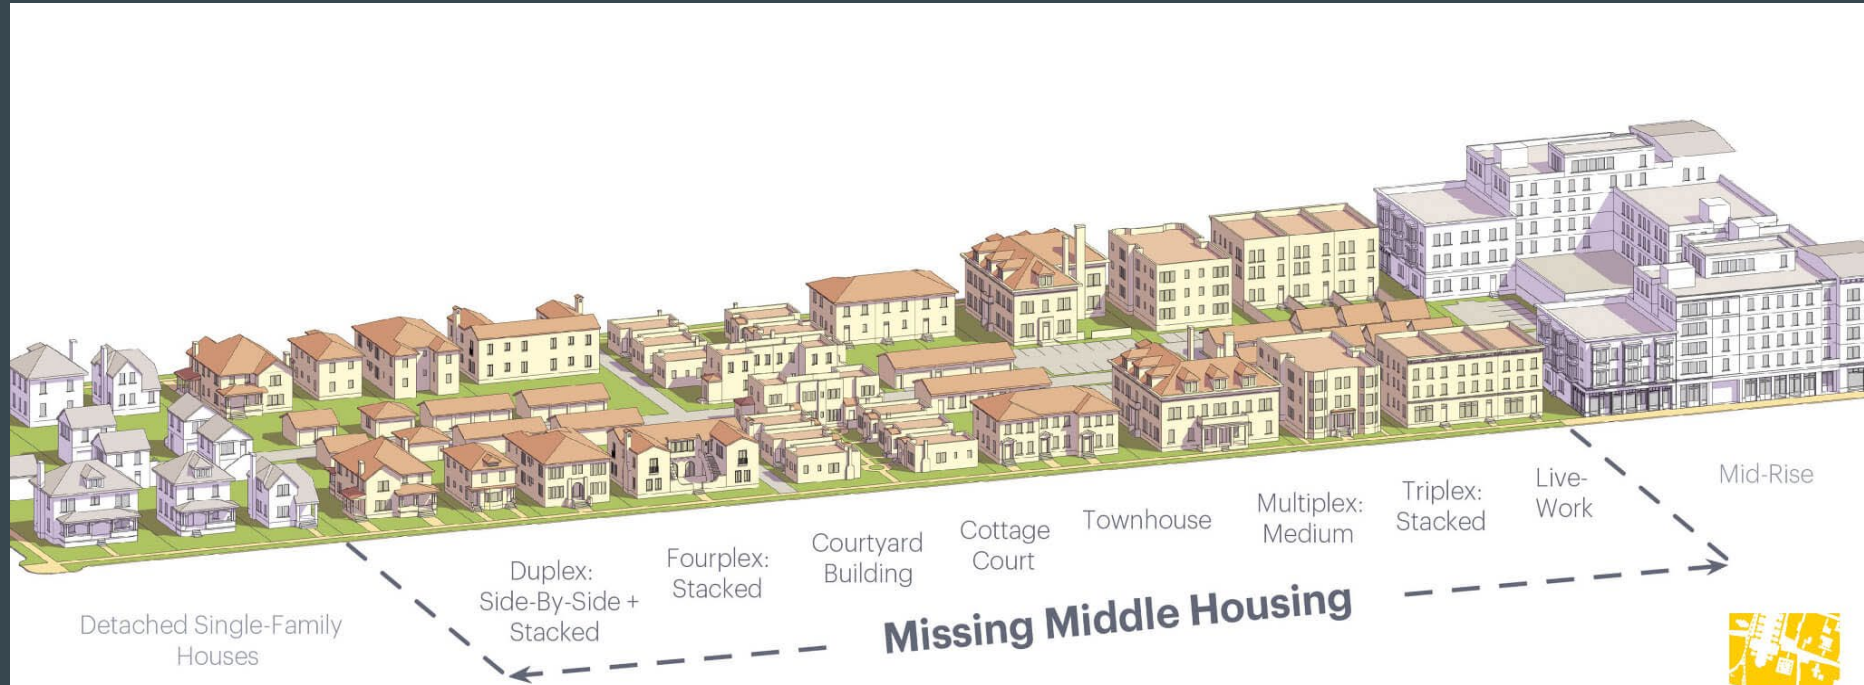 Detached Single-Family
Houses
Duplex:
Side-By-Side +
Stacked
Fourplex:
Stacked
Courtyard
Building
Cottage
Court
Townhouse
Multiplex:
Medium
Triplex:
Stacked
Live-
Work
Mid-Rise
Missing Middle Housing